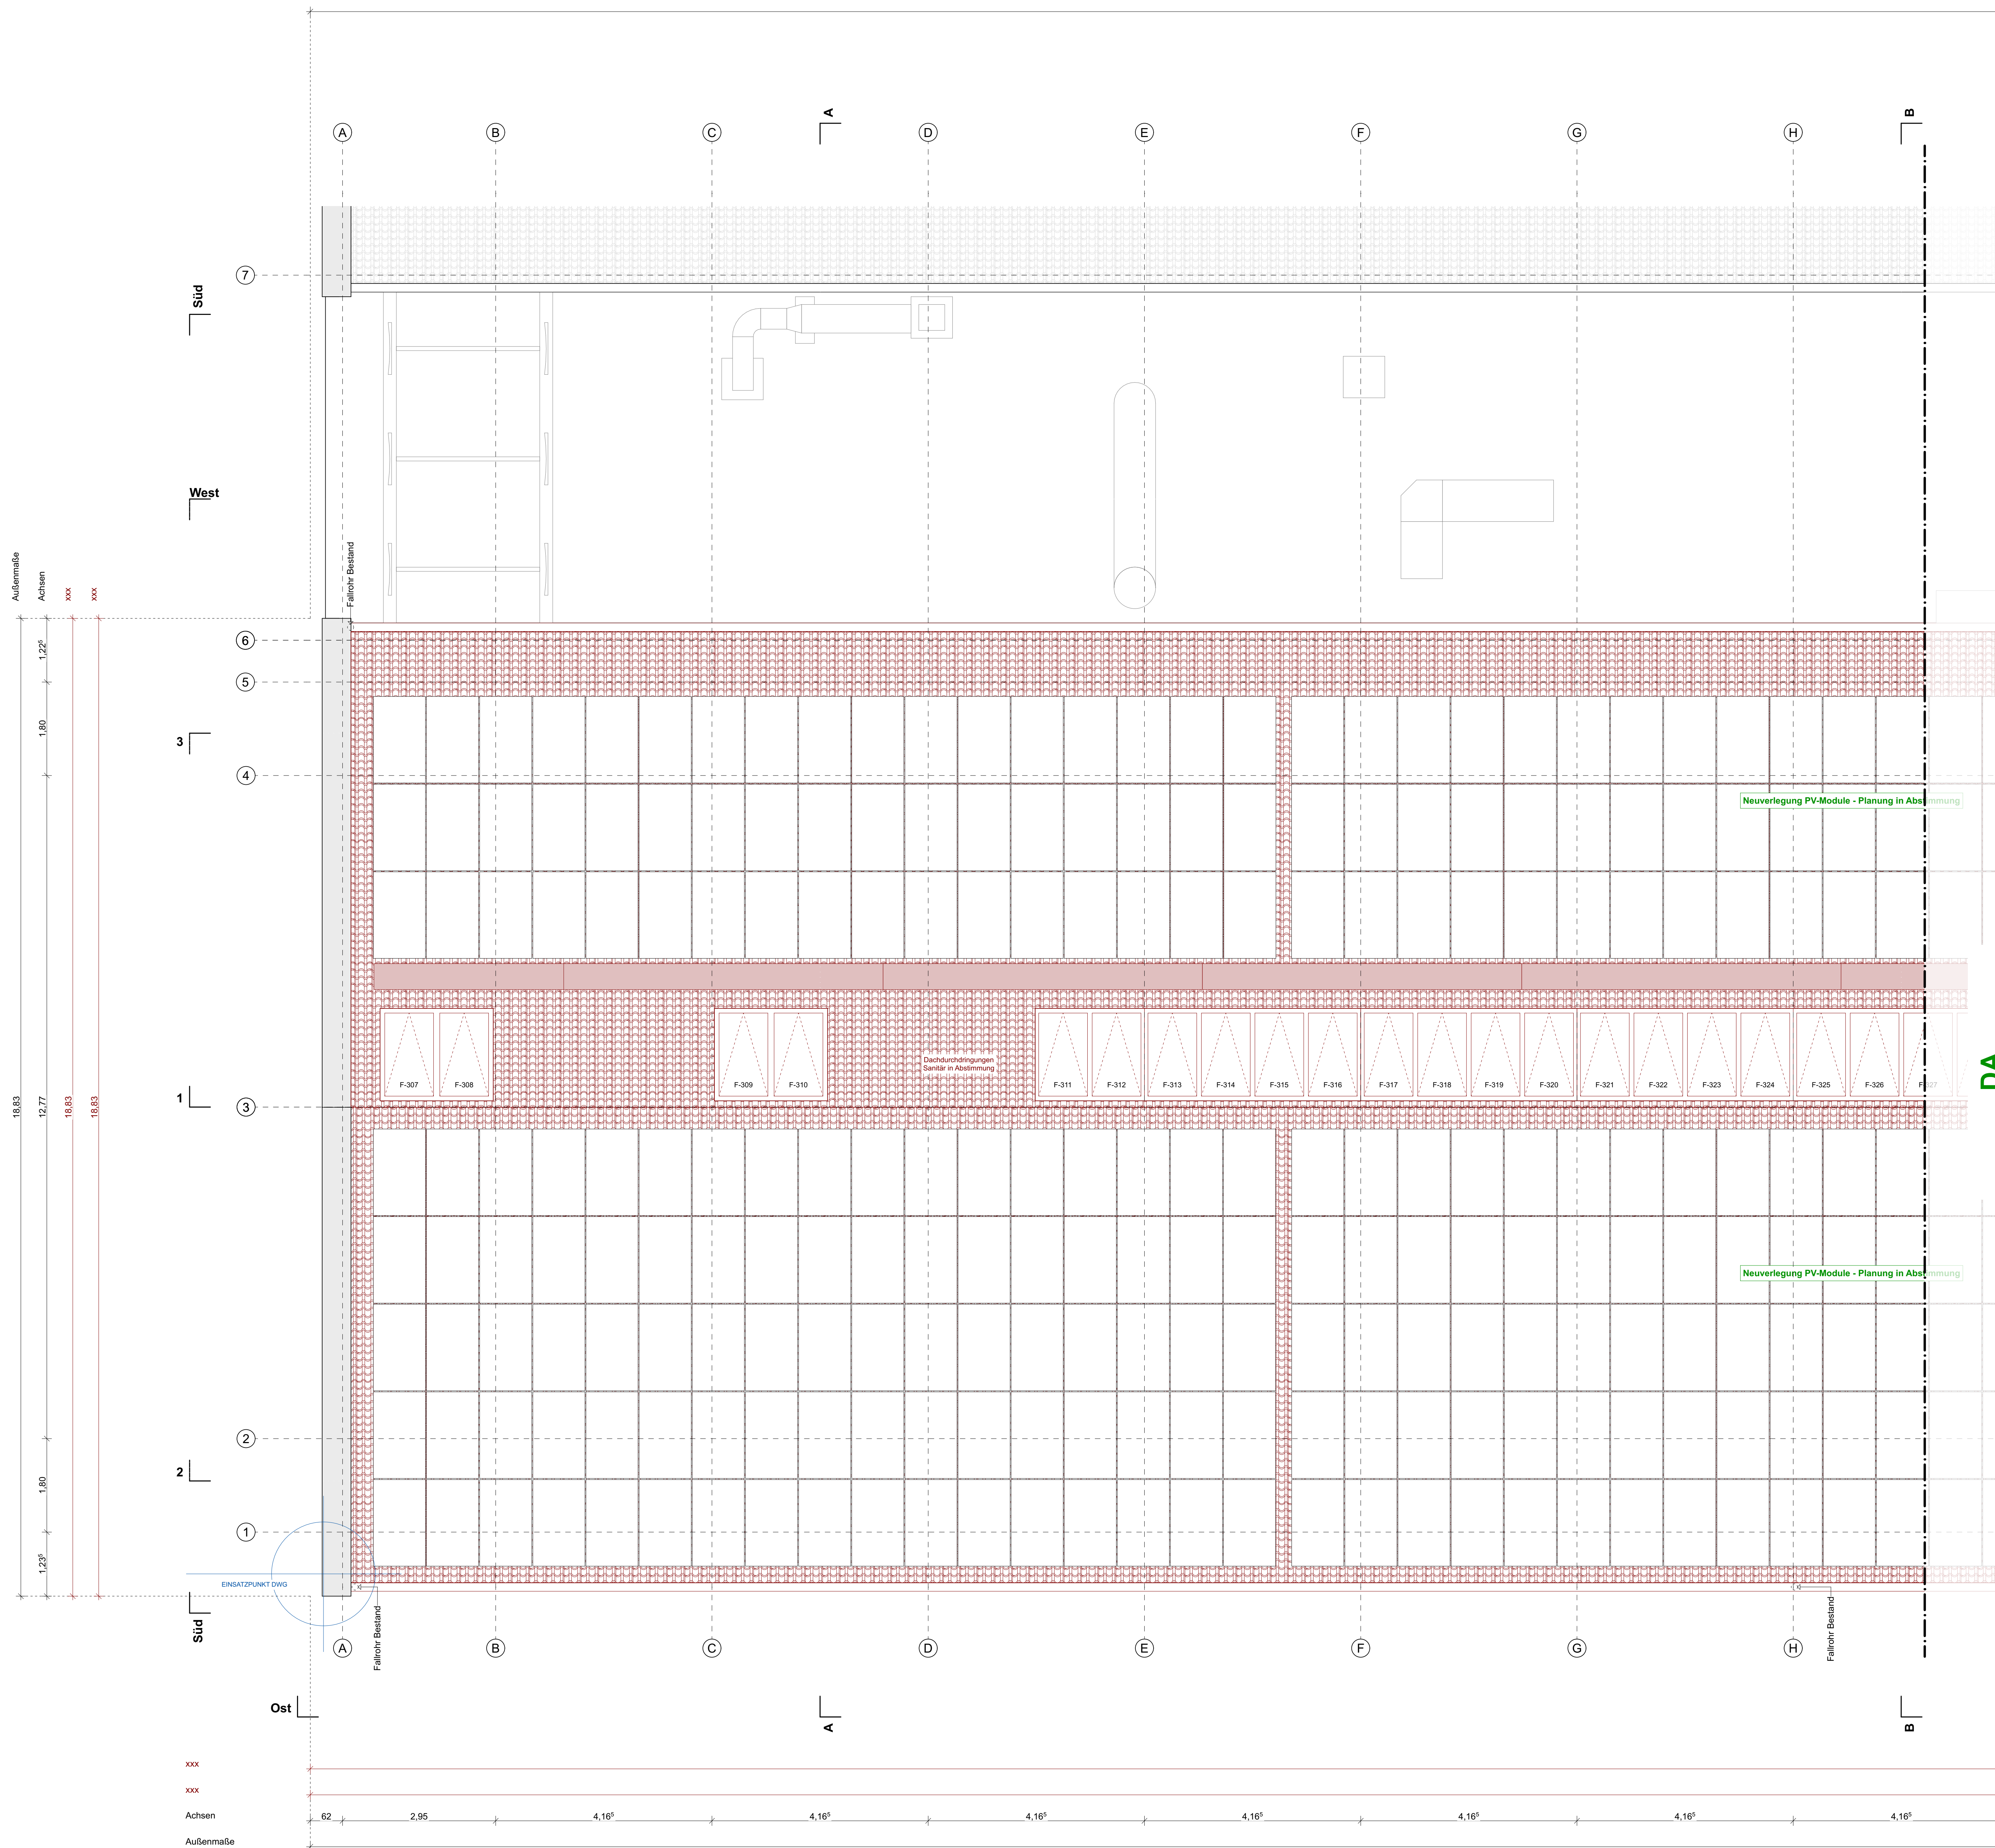 A
B
A
B
C
D
E
F
G
H
7
Süd
West
Fallrohr Bestand
Außenmaße
Achsen
xxx
xxx
6
5
3
4
1
3
2
2
1
1,22⁵
1,80
12,77
1,80
1,23⁵
18,83
18,83
18,83
Neuverlegung PV-Module - Planung in Abstimmung
Dachdurchdringungen
Sanitär in Abstimmung
F-307
F-308
F-309
F-310
F-311
F-312
F-313
F-314
F-315
F-316
F-317
F-318
F-319
F-320
F-321
F-322
F-323
F-324
F-325
F-326
F-327
DA
Neuverlegung PV-Module - Planung in Abstimmung
EINSATZPUNKT DWG
Süd
Fallrohr Bestand
Fallrohr Bestand
A
B
C
D
E
F
G
H
Ost
A
B
xxx
xxx
Achsen
62
2,95
4,16⁵
4,16⁵
4,16⁵
4,16⁵
4,16⁵
4,16⁵
4,16⁵
Außenmaße